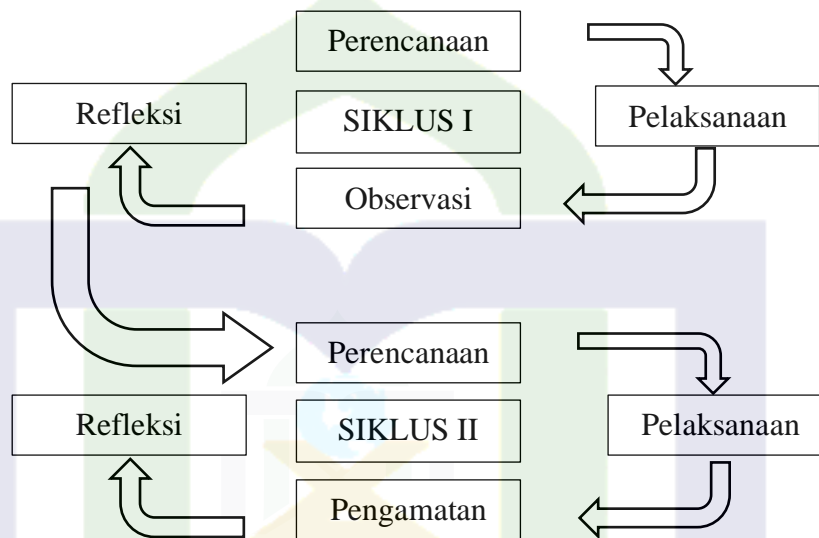 Perencanaan
Refleksi
SIKLUS I
Pelaksanaan
Observasi
Perencanaan
Refleksi
SIKLUS II
Pelaksanaan
Pengamatan